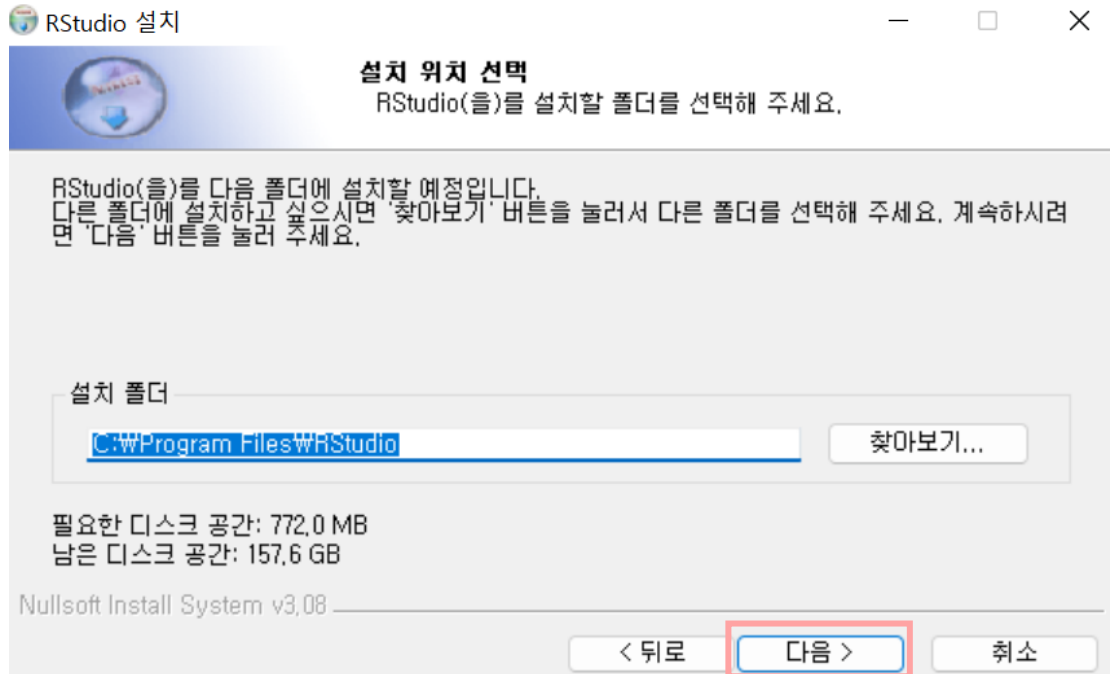 RStudio 설치
설치 위치 선택
RStudio(을)를 설치할 폴더를 선택해 주세요.
RStudio(을)를 다음 폴더에 설치할 예정입니다.
다른 폴더에 설치하고 싶으시면 '찾아보기' 버튼을 눌러서 다른 폴더를 선택해 주세요. 계속하시려
면 '다음' 버튼을 눌러 주세요.
설치 폴더
C:₩Program Files₩RStudio
찾아보기...
필요한 디스크 공간: 772.0 MB
남은 디스크 공간: 157.6 GB
Nullsoft Install System v3.08
< 뒤로
다음 >
취소